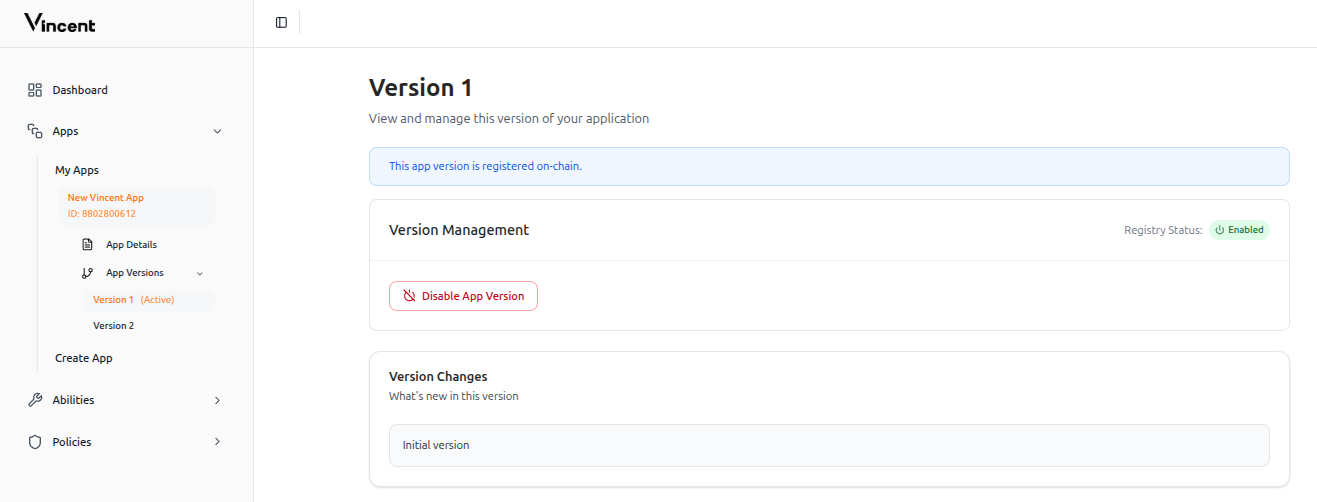 Vincent
Dashboard
Apps
My Apps
New Vincent App
ID: 8802800612
App Details
App Versions
Version 1 (Active)
Version 2
Create App
Abilities
Policies
Version 1
View and manage this version of your application
This app version is registered on-chain.
Version Management
Registry Status: Enabled
Disable App Version
Version Changes
What's new in this version
Initial version